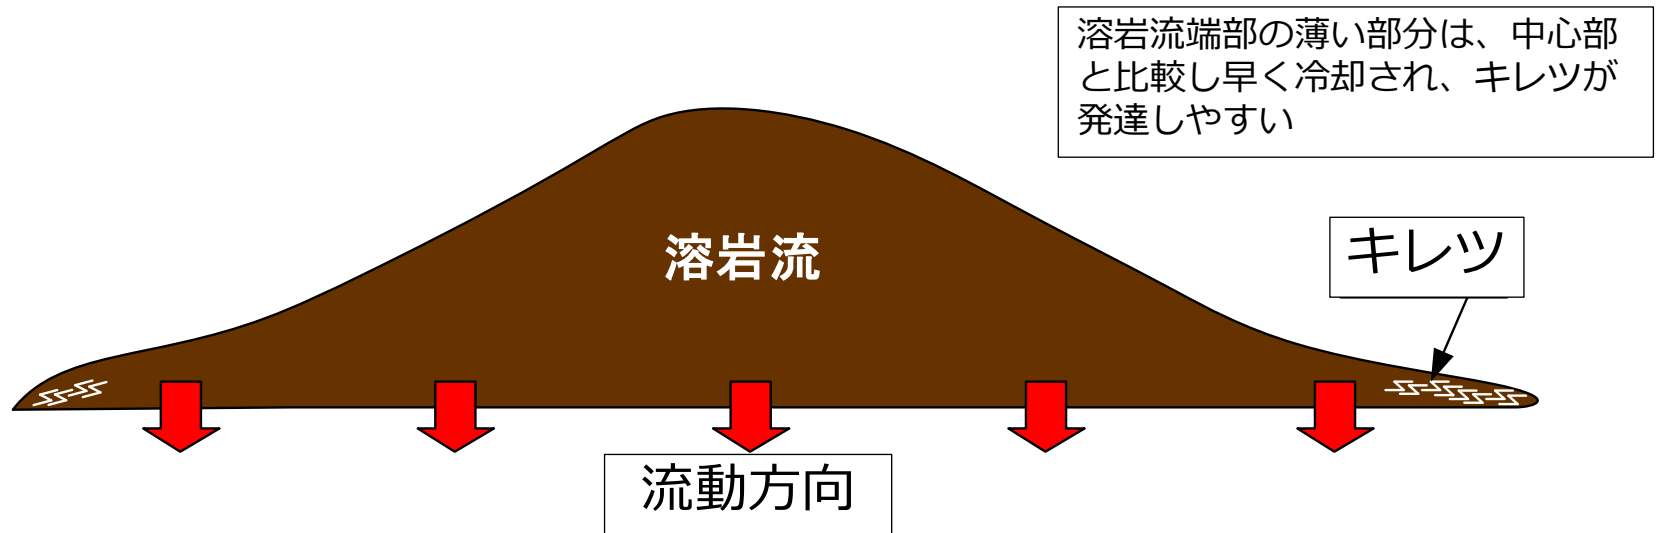 溶岩流端部の薄い部分は、中心部
と比較し早く冷却され、キレツが
発達しやすい
キレツ
溶岩流
流動方向